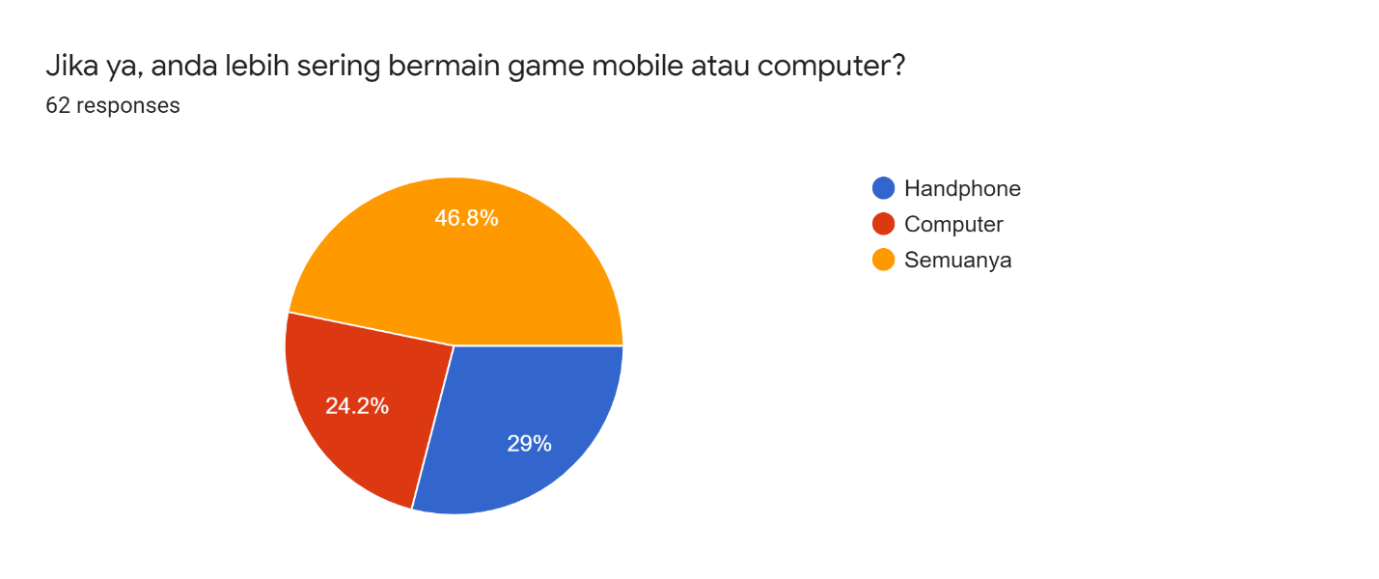 Jika ya, anda lebih sering bermain game mobile atau computer?
62 responses
46.8%
24.2%
29%
Handphone
Computer
Semuanya